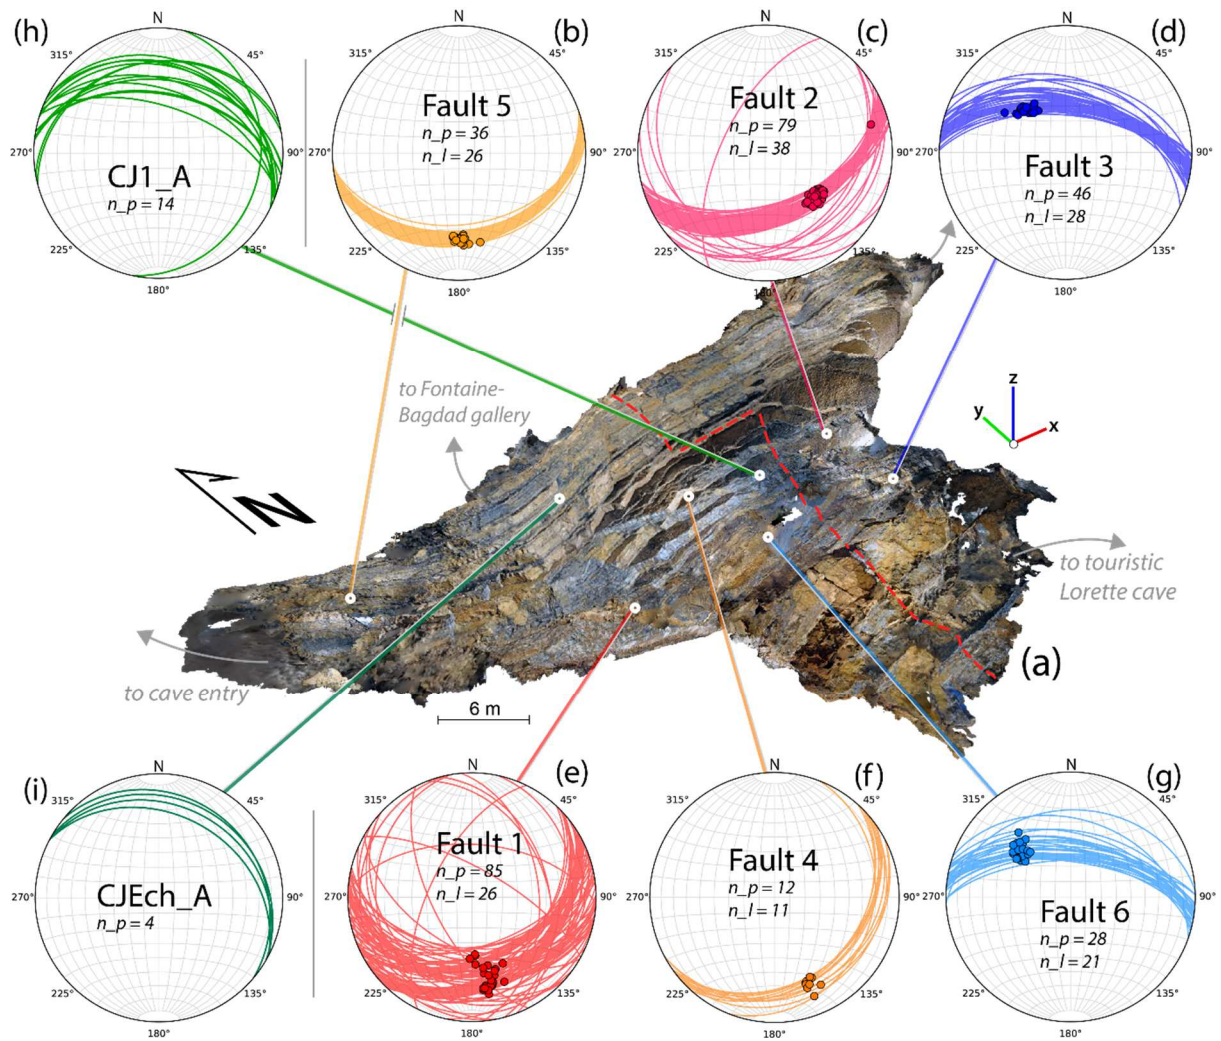 (h)
N
315°
45°
270°
90°
CJ1_A
n_p = 14
225°
135°
180°
(b)
N
315°
45°
90°
Fault 5
n_p = 36
n_l = 26
225°
135°
180°
(c)
N
315°
45°
270°
90°
Fault 2
n_p = 79
n_l = 38
225°
135°
180°
(d)
N
315°
45°
270°
90°
Fault 3
n_p = 46
n_l = 28
225°
135°
180°
to Fontaine-
Bagdad gallery
z
y
x
N
to touristic
Lorette cave
(a)
to cave entry
6 m
(i)
N
315°
45°
270°
90°
CJEch_A
n_p = 4
225°
135°
180°
(e)
N
315°
45°
270°
90°
Fault 1
n_p = 85
n_l = 26
225°
135°
180°
(f)
N
315°
45°
270°
90°
Fault 4
n_p = 12
n_l = 11
225°
135°
180°
(g)
N
315°
45°
270°
90°
Fault 6
n_p = 28
n_l = 21
225°
135°
180°